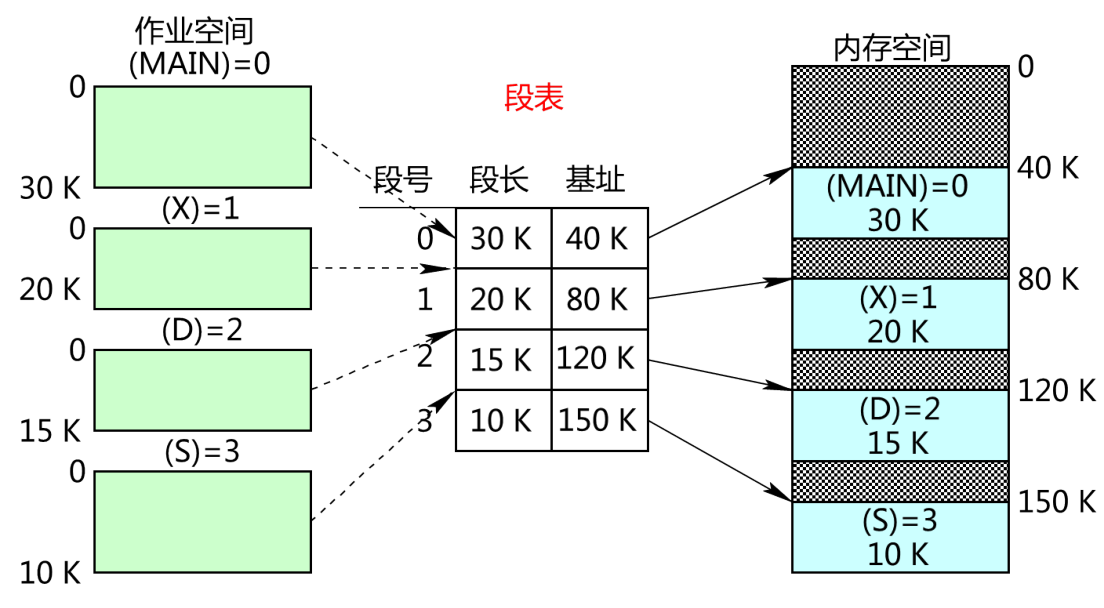 作业空间
(MAIN)=0
0
30 K
(X)=1
0
20 K
(D)=2
0
15 K
(S)=3
0
10 K
段表
段号 段长 基址
0 30 K 40 K
1 20 K 80 K
2 15 K 120 K
3 10 K 150 K
内存空间
0
40 K
(MAIN)=0
30 K
80 K
(X)=1
20 K
120 K
(D)=2
15 K
150 K
(S)=3
10 K